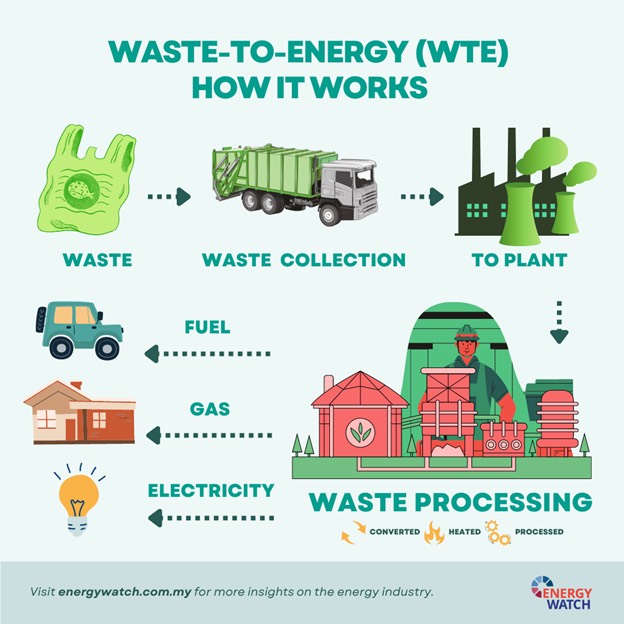 WASTE-TO-ENERGY (WTE)
HOW IT WORKS
WASTE
WASTE COLLECTION
TO PLANT
FUEL
GAS
ELECTRICITY
WASTE PROCESSING
CONVERTED HEATED PROCESSED
Visit energywatch.com.my for more insights on the energy industry.
ENERGY
WATCH